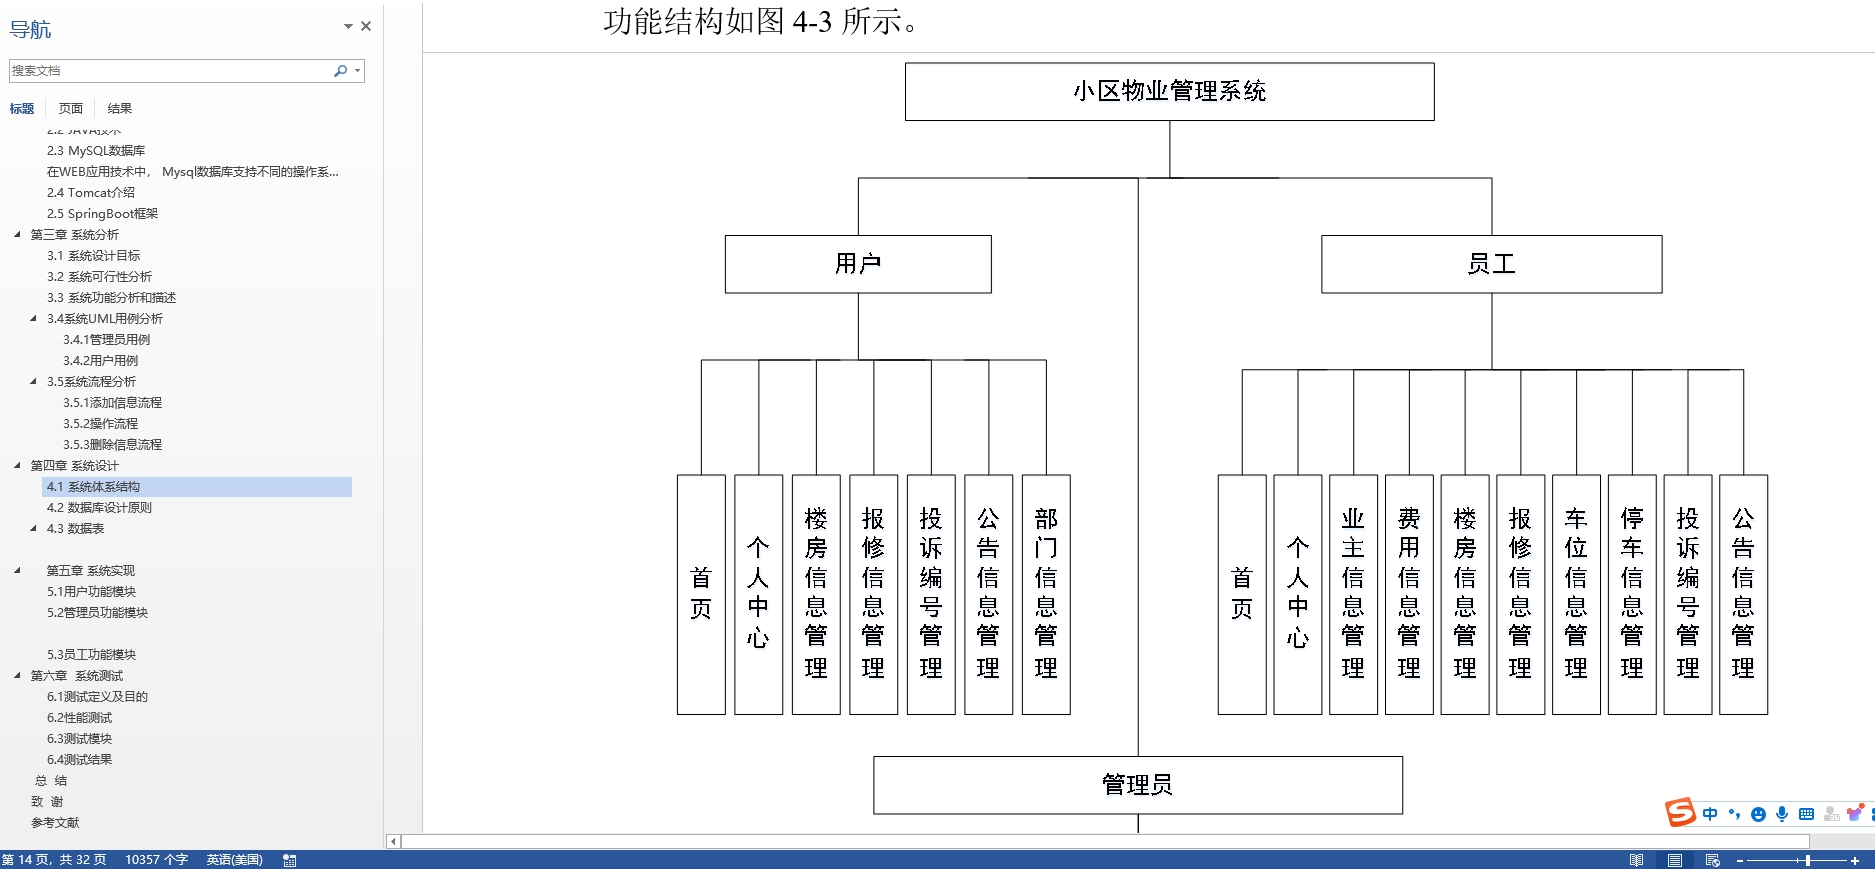 导航
搜索文档
标题 页面 结果
2.2 JAVA技术
2.3 MySQL数据库
在WEB应用技术中， Mysql数据库支持不同的操作系...
2.4 Tomcat介绍
2.5 SpringBoot框架
第三章 系统分析
3.1 系统设计目标
3.2 系统可行性分析
3.3 系统功能分析和描述
3.4系统UML用例分析
3.4.1管理员用例
3.4.2用户用例
3.5系统流程分析
3.5.1添加信息流程
3.5.2操作流程
3.5.3删除信息流程
第四章 系统设计
4.1 系统体系结构
4.2 数据库设计原则
4.3 数据表
第五章 系统实现
5.1用户功能模块
5.2管理员功能模块
5.3员工功能模块
第六章 系统测试
6.1测试定义及目的
6.2性能测试
6.3测试模块
6.4测试结果
总 结
致 谢
参考文献
功能结构如图 4-3 所示。
小区物业管理系统
用户
员工
首页
个人中心
楼房信息管理
报修信息管理
投诉编号管理
公告信息管理
部门信息管理
首页
个人中心
业主信息管理
费用信息管理
楼房信息管理
报修信息管理
车位信息管理
停车信息管理
投诉编号管理
公告信息管理
管理员
中
第 14 页，共 32 页 10357 个字 英语(美国)